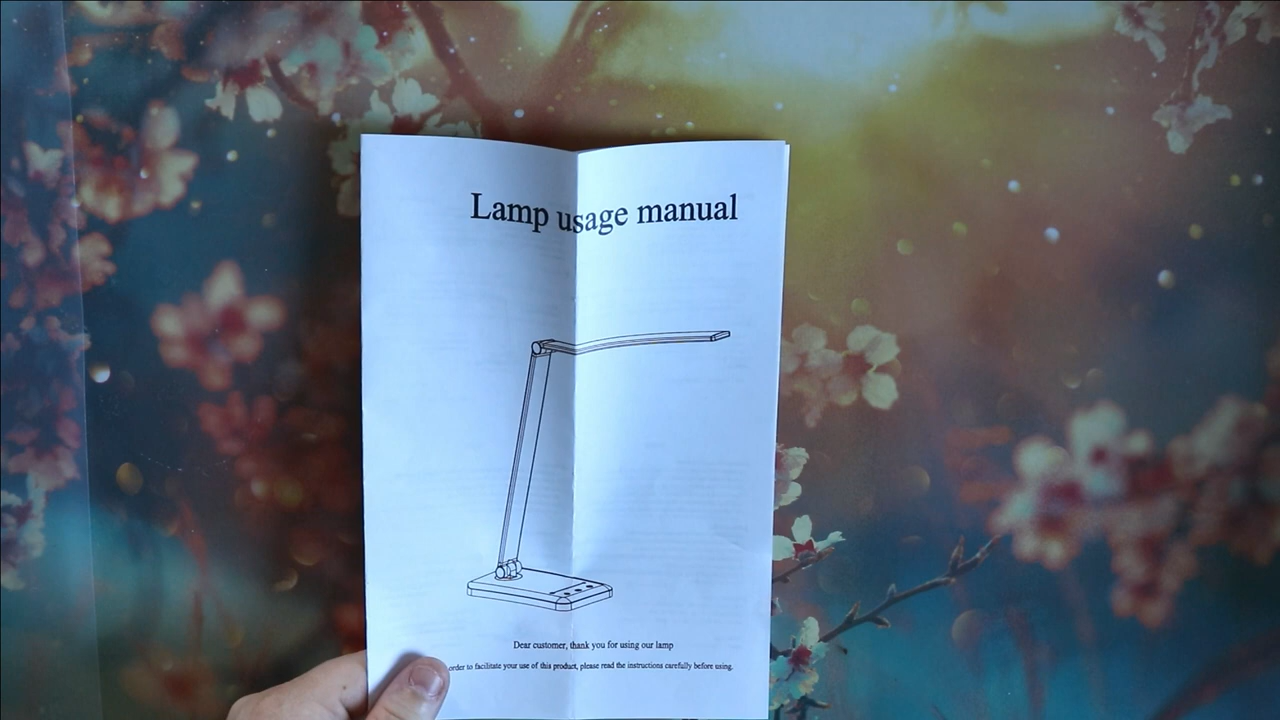 Lamp usage manual
Dear customer, thank you for using our lamp
order to facilitate your use of this product, please read the instructions carefully before using.